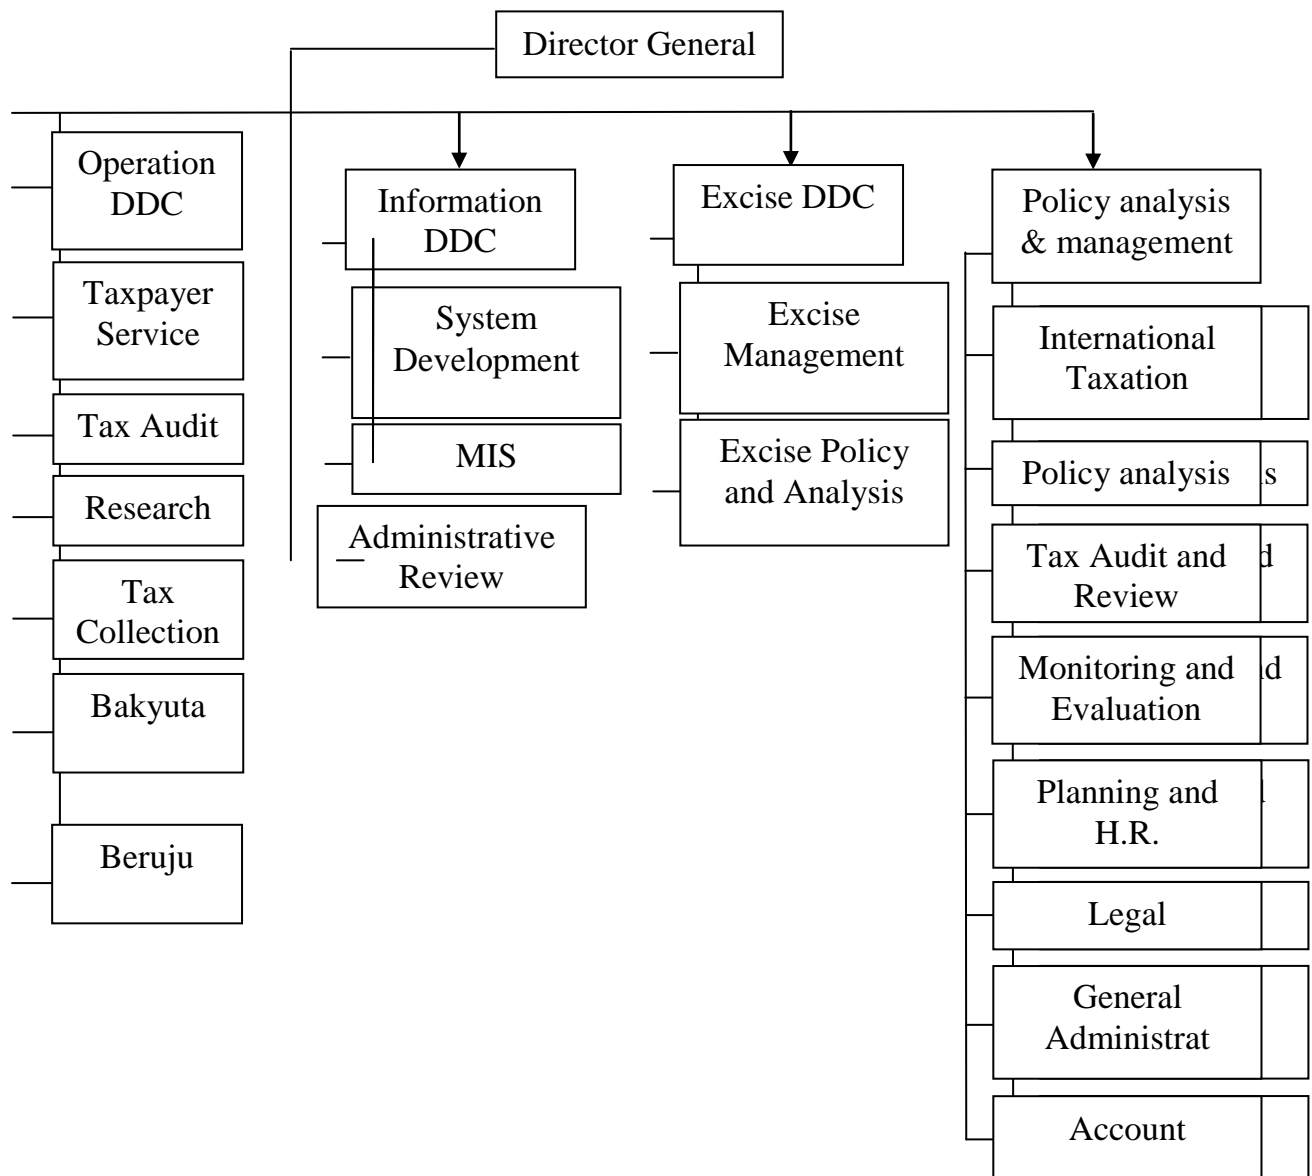 Director General
Operation
DDC
Taxpayer
Service
Tax Audit
Research
Tax
Collection
Bakyuta
Beruju
Information
DDC
System
Development
MIS
Administrative
Review
Excise DDC
Excise
Management
Excise Policy
and Analysis
Policy analysis
& management
International
Taxation
Policy analysis
Tax Audit and
Review
Monitoring and
Evaluation
Planning and
H.R.
Legal
General
Administrat
Account